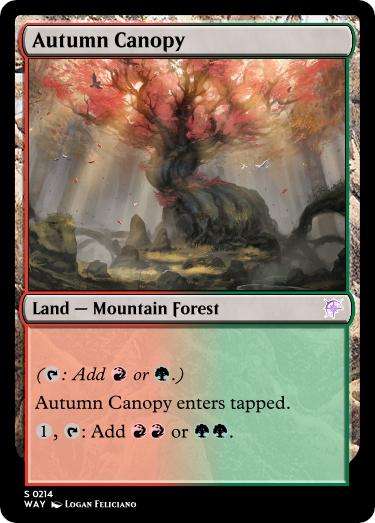 Autumn Canopy
Land — Mountain Forest
(: Add or .)
Autumn Canopy enters tapped.
1, : Add or .
S 0214
WAY Logan Feliciano